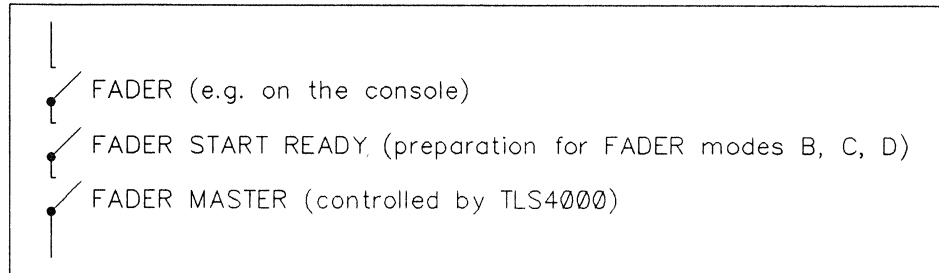 FADER (e.g. on the console)
FADER START READY (preparation for FADER modes B, C, D)
FADER MASTER (controlled by TLS4000)